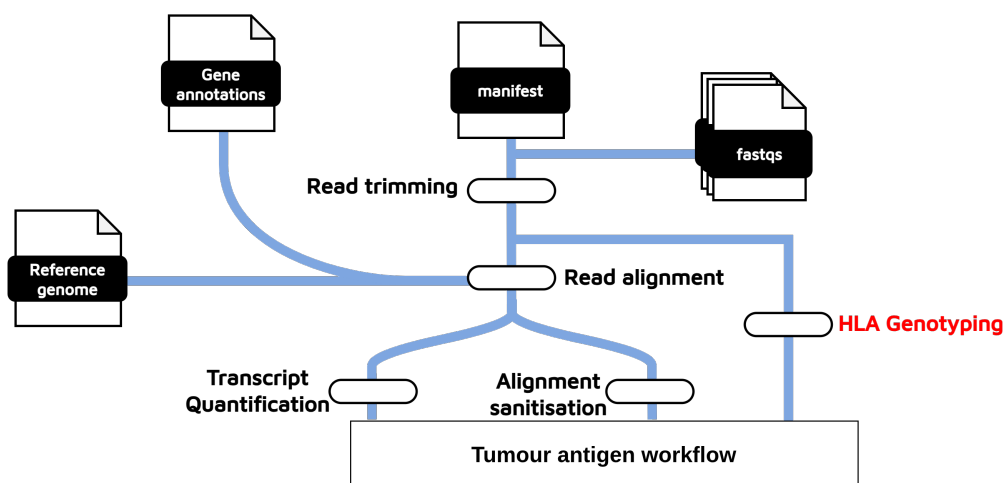 Gene
annotations
manifest
fastqs
Read trimming
Reference
genome
Read alignment
HLA Genotyping
Transcript
Quantification
Alignment
sanitisation
Tumour antigen workflow